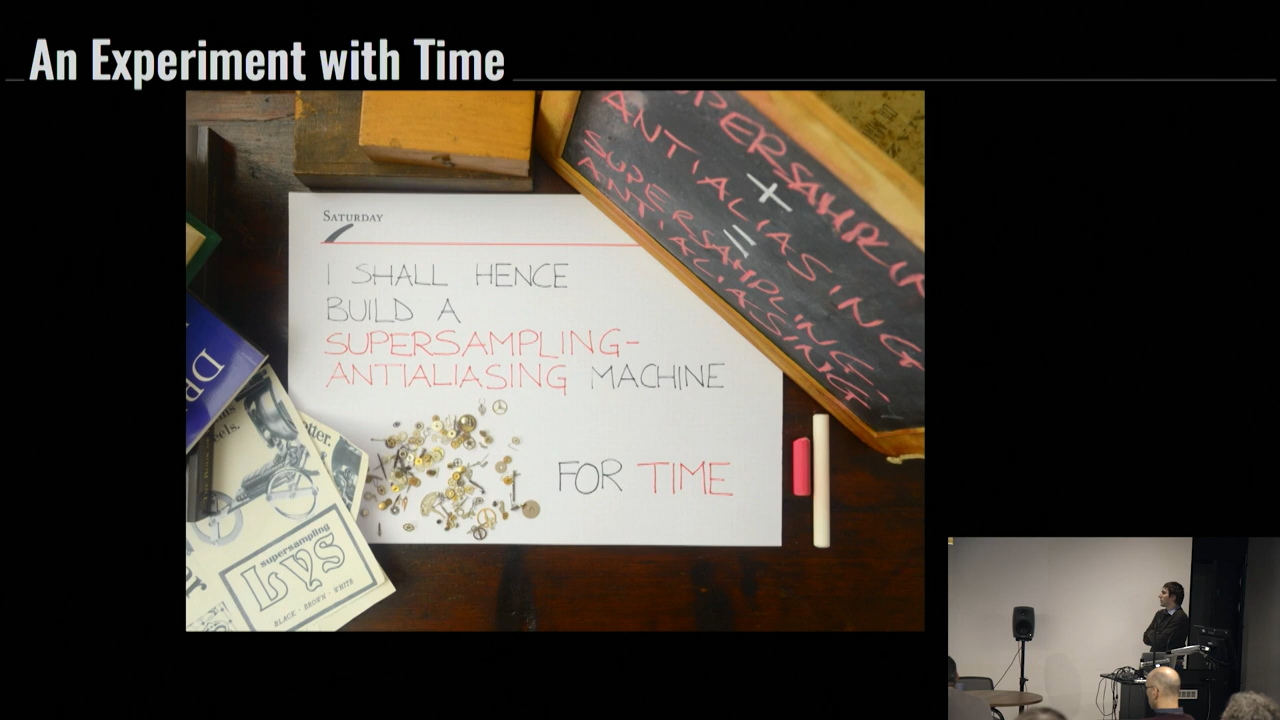 An Experiment with Time
SATURDAY
I SHALL HENCE
BUILD A
SUPERSAMPLING-
ANTIALIASING MACHINE
FOR TIME
ANTIALIASING
+
=
SUPERSAMPLING-
ANTIALIASING
supersampling
LYS
BLACK - BROWN - WHITE